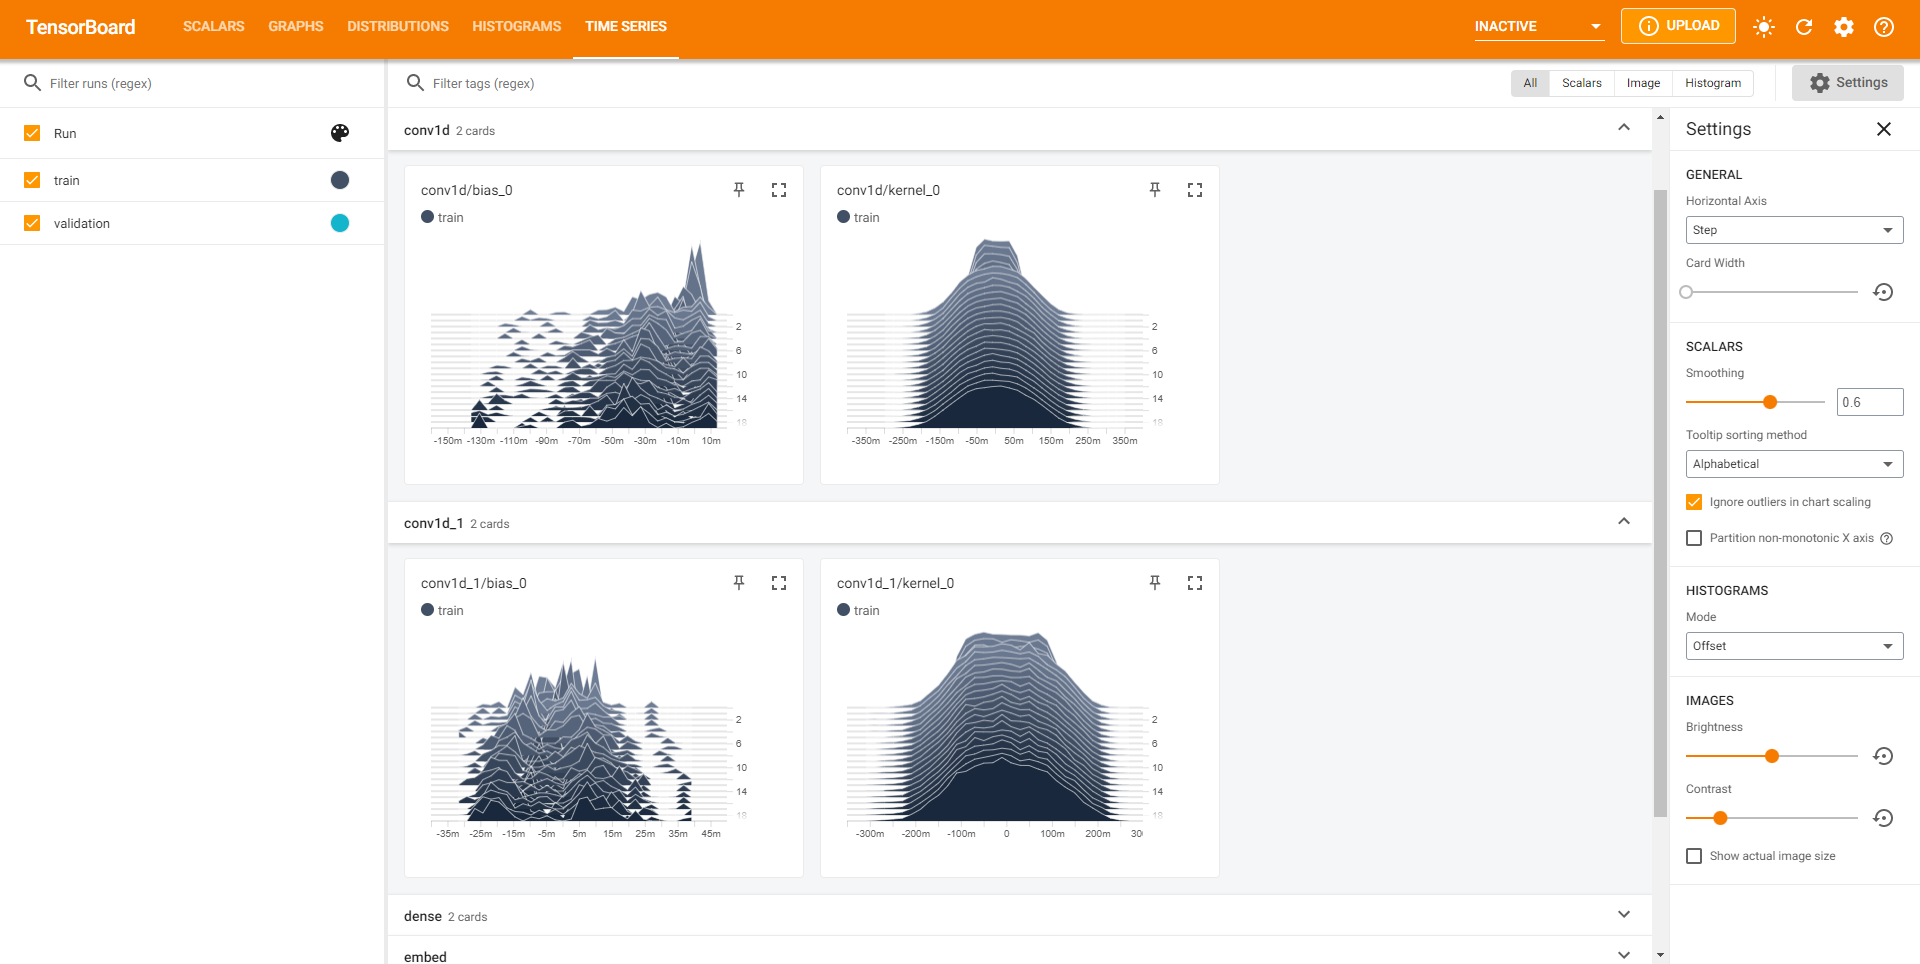 TensorBoard SCALARS GRAPHS DISTRIBUTIONS HISTOGRAMS TIME SERIES INACTIVE UPLOAD
Filter runs (regex)
Run
train
validation
Filter tags (regex) All Scalars Image Histogram Settings
conv1d 2 cards
conv1d/bias_0
train
2
6
10
14
18
-150m -130m -110m -90m -70m -50m -30m -10m 10m
conv1d/kernel_0
train
2
6
10
14
18
-350m -250m -150m -50m 50m 150m 250m 350m
conv1d_1 2 cards
conv1d_1/bias_0
train
2
6
10
14
18
-35m -25m -15m -5m 5m 15m 25m 35m 45m
conv1d_1/kernel_0
train
2
6
10
14
18
-300m -200m -100m 0 100m 200m 30
dense 2 cards
embed
Settings
GENERAL
Horizontal Axis
Step
Card Width
SCALARS
Smoothing
0.6
Tooltip sorting method
Alphabetical
Ignore outliers in chart scaling
Partition non-monotonic X axis
HISTOGRAMS
Mode
Offset
IMAGES
Brightness
Contrast
Show actual image size